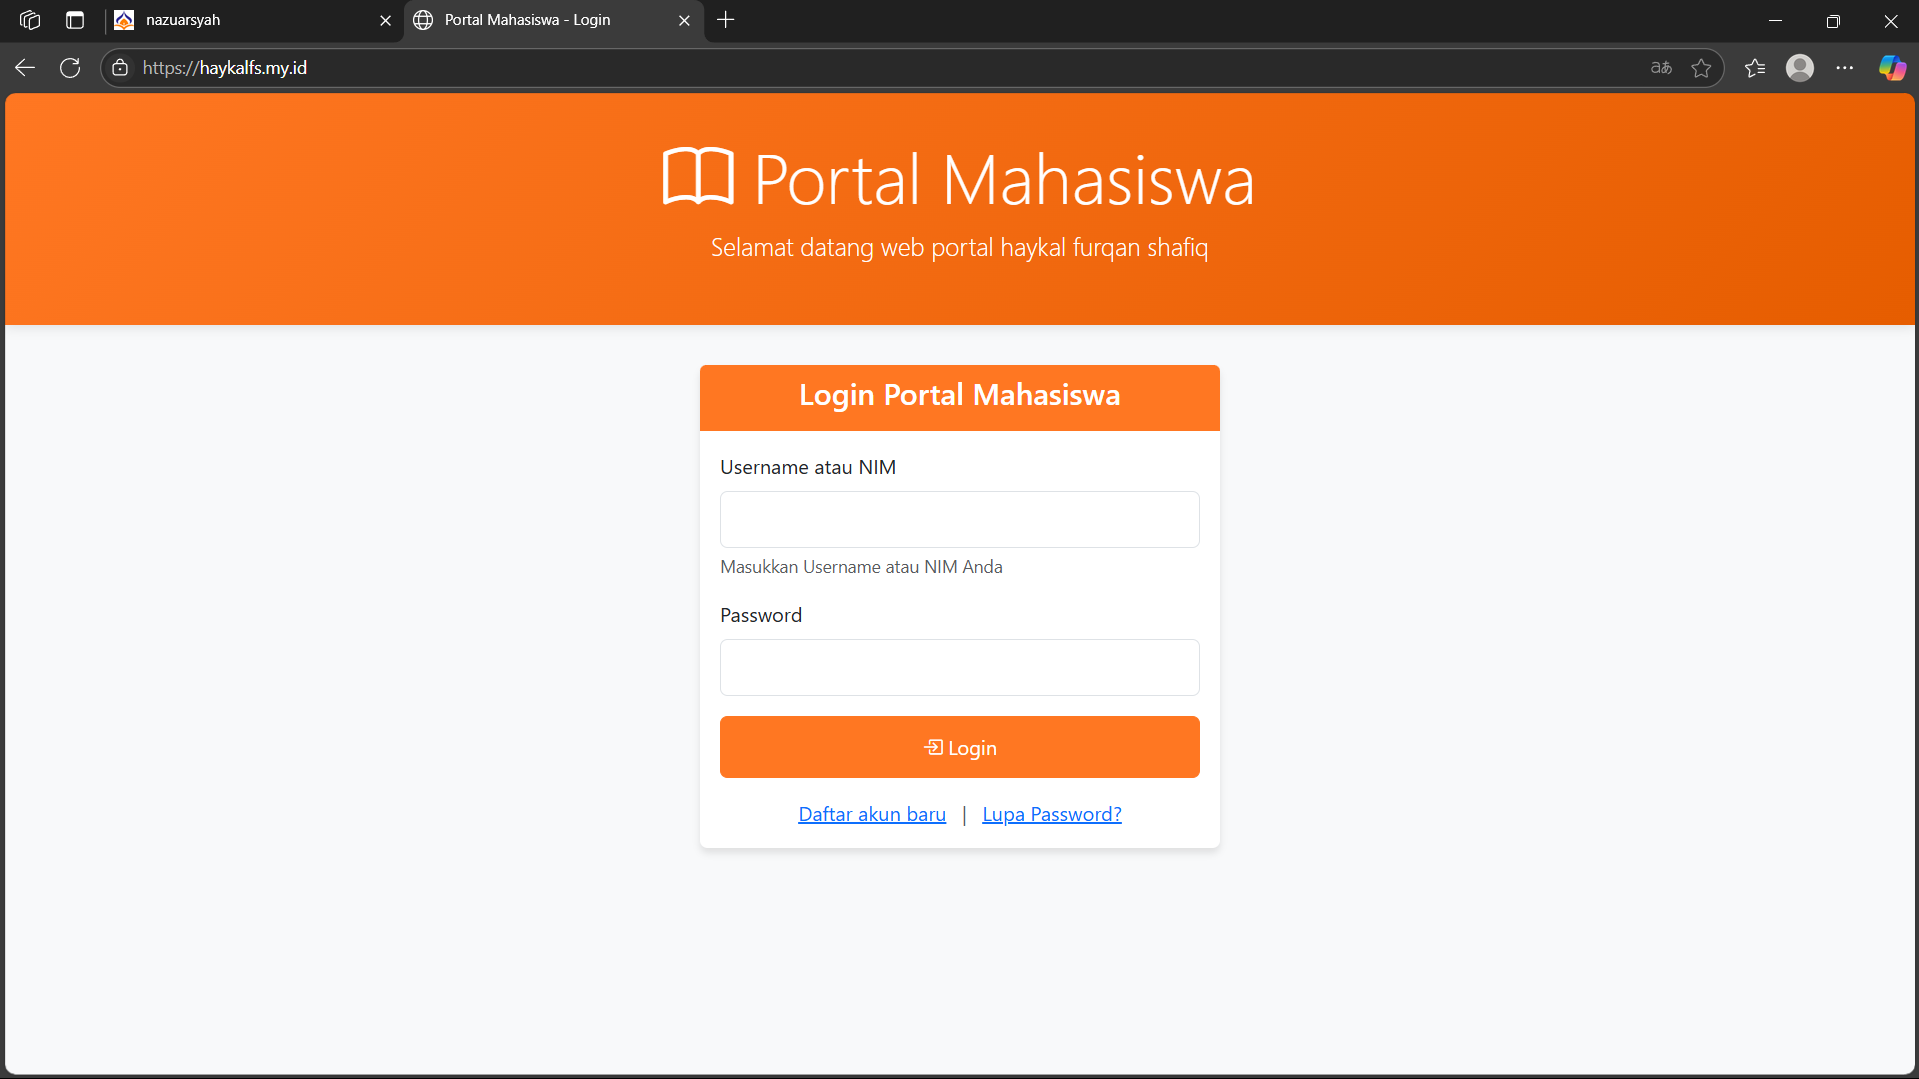 nazuarsyah
Portal Mahasiswa - Login
https://haykalfs.my.id
Portal Mahasiswa
Selamat datang web portal haykal furqan shafiq
Login Portal Mahasiswa
Username atau NIM
Masukkan Username atau NIM Anda
Password
Login
Daftar akun baru | Lupa Password?